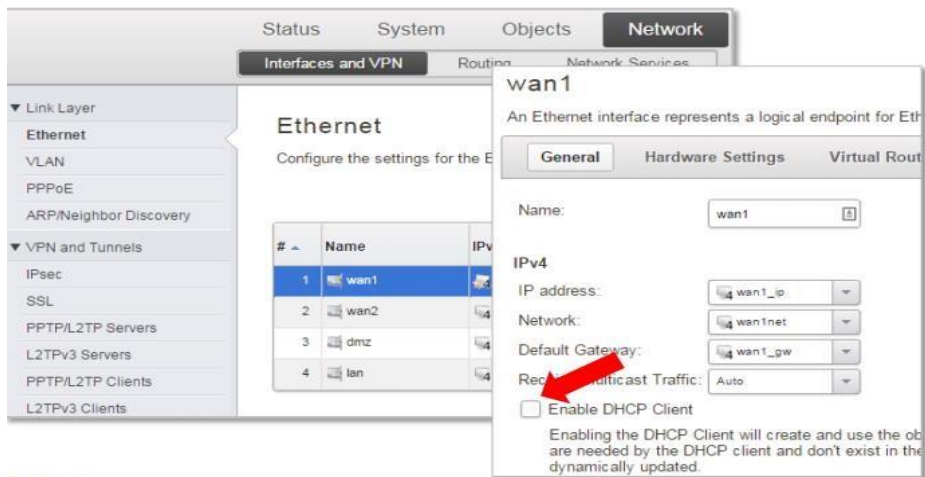 Status System Objects Network
Interfaces and VPN Routing Network Services
Link Layer
Ethernet
VLAN
PPPoE
ARP/Neighbor Discovery
VPN and Tunnels
IPsec
SSL
PPTP/L2TP Servers
L2TPv3 Servers
PPTP/L2TP Clients
L2TPv3 Clients
Ethernet
Configure the settings for the E
# Name IPv
1 wan1
2 wan2
3 dmz
4 lan
wan1
An Ethernet interface represents a logical endpoint for Eth
General Hardware Settings Virtual Rout
Name: wan1
IPv4
IP address: 4 wan1_ip
Network: 4 wan1net
Default Gateway: 4 wan1_gw
Multicast Traffic: Auto
Enable DHCP Client
Enabling the DHCP Client will create and use the ob
are needed by the DHCP client and don't exist in the
dynamically updated.